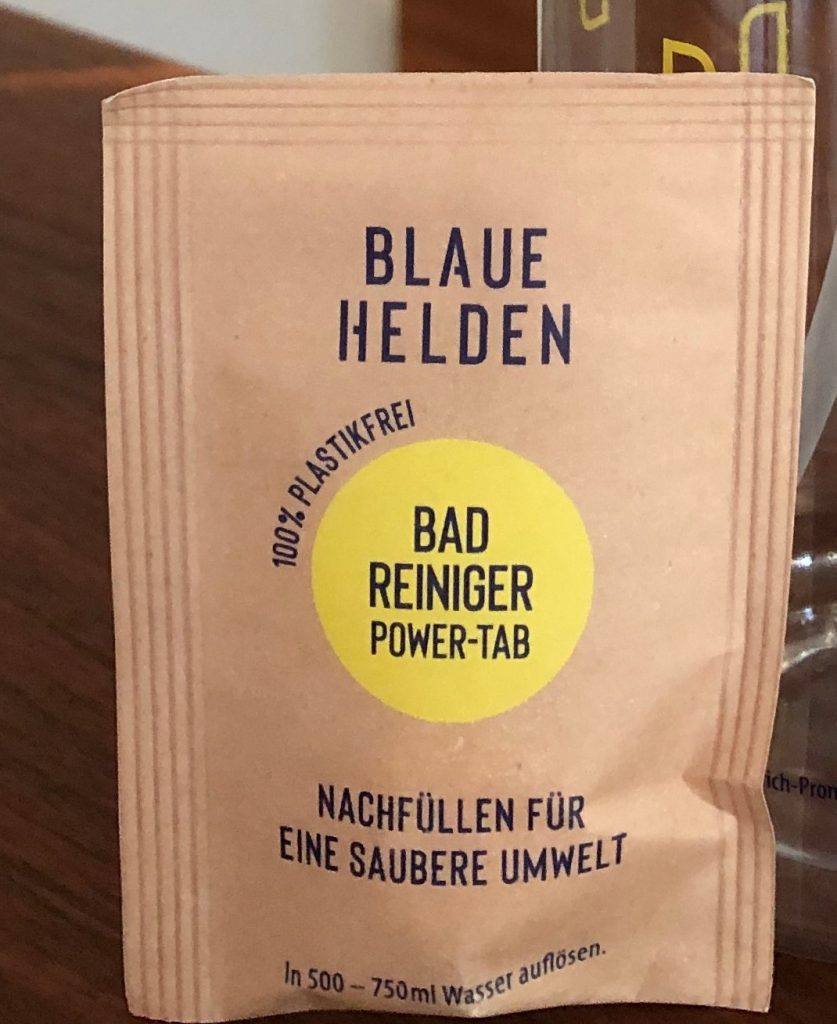 BLAUE
HELDEN
100% PLASTIKFREI
BAD
REINIGER
POWER-TAB
NACHFÜLLEN FÜR
EINE SAUBERE UMWELT
In 500 – 750ml Wasser auflösen.